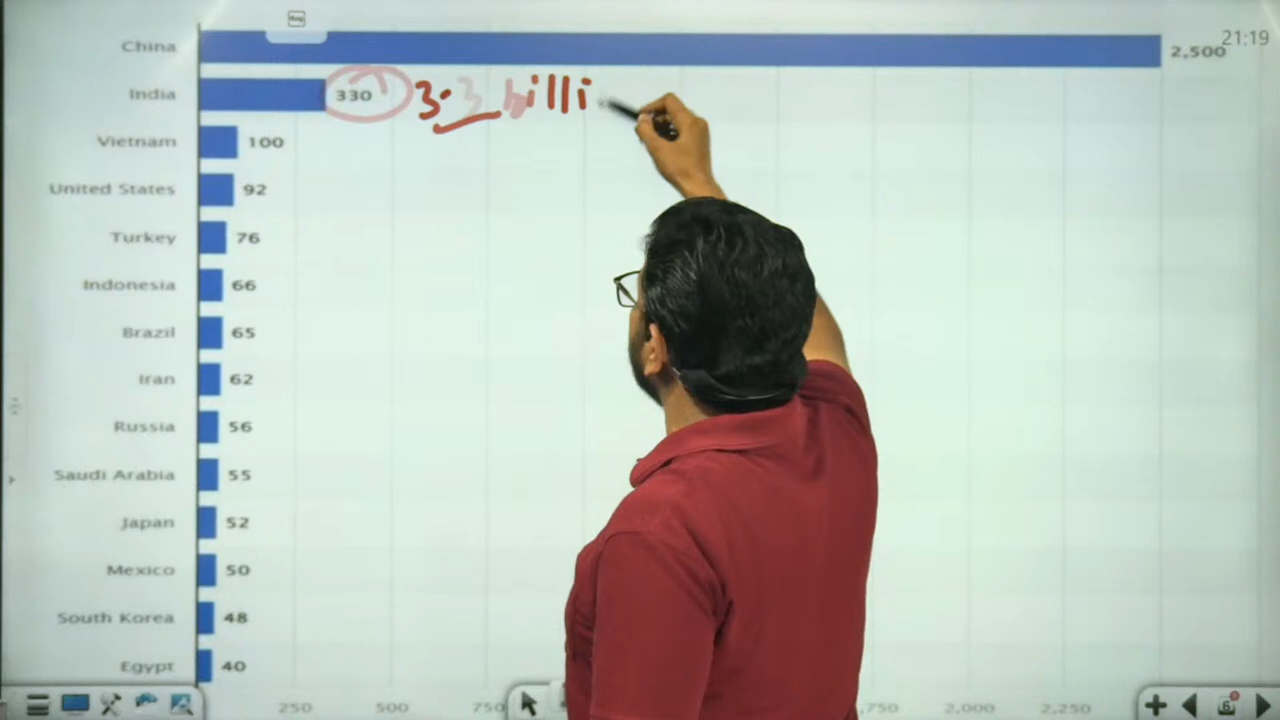 21:19
China 2,500
India 330 3.3 billi
Vietnam 100
United States 92
Turkey 76
Indonesia 66
Brazil 65
Iran 62
Russia 56
Saudi Arabia 55
Japan 52
Mexico 50
South Korea 48
Egypt 40
250 500 750 ,750 2,000 2,250
6